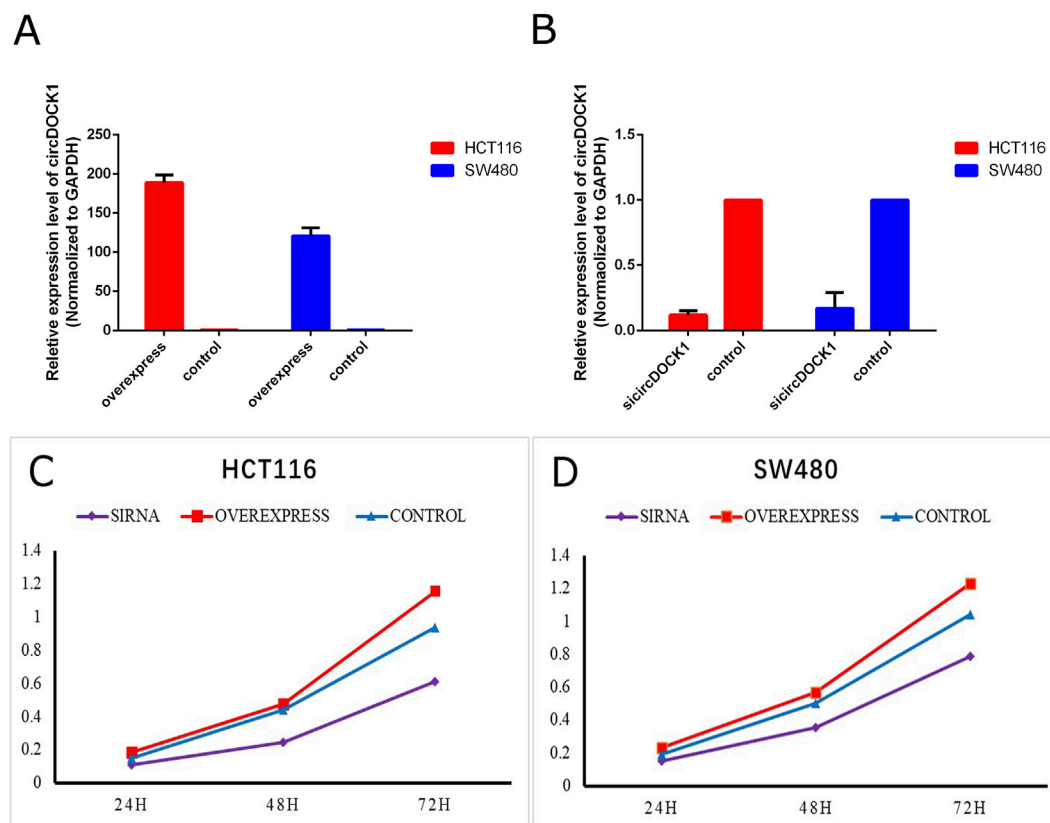 A
Reletive expression level of circDOCK1
(Normaolized to GAPDH)
250
200
150
100
50
0
overexpress
control
overexpress
control
HCT116
SW480
B
Reletive expression level of circDOCK1
(Normaolized to GAPDH)
1.5
1.0
0.5
0.0
sicircDOCK1
control
sicircDOCK1
control
HCT116
SW480
C
HCT116
SIRNA OVEREXPRESS CONTROL
1.4
1.2
1
0.8
0.6
0.4
0.2
0
24H 48H 72H
D
SW480
SIRNA OVEREXPRESS CONTROL
1.4
1.2
1
0.8
0.6
0.4
0.2
0
24H 48H 72H